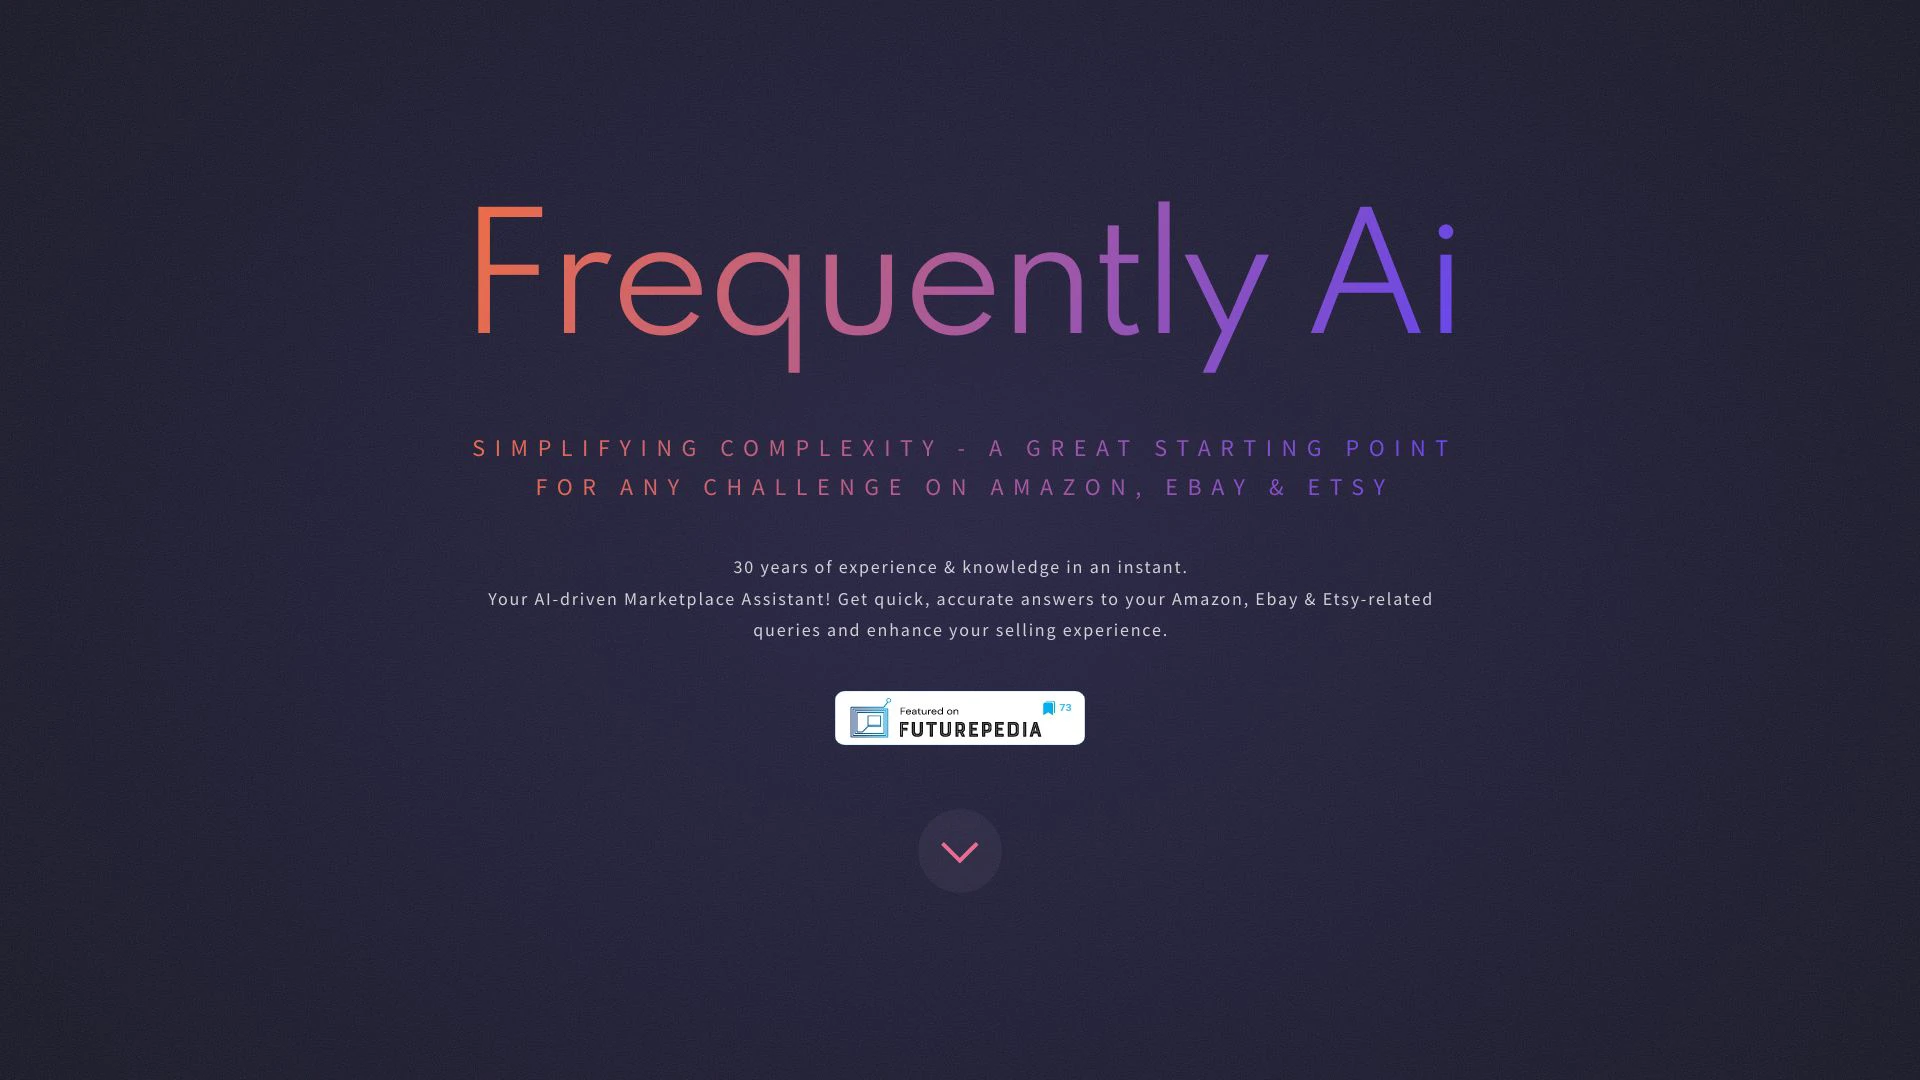 Frequently Ai
SIMPLIFYING COMPLEXITY - A GREAT STARTING POINT
FOR ANY CHALLENGE ON AMAZON, EBAY & ETSY
30 years of experience & knowledge in an instant.
Your AI-driven Marketplace Assistant! Get quick, accurate answers to your Amazon, Ebay & Etsy-related
queries and enhance your selling experience.
Featured on
73
FUTUREPEDIA